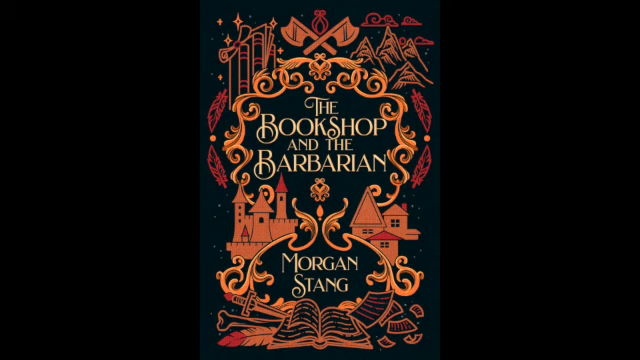 The
Bookshop
and the
Barbarian
Morgan
Stang